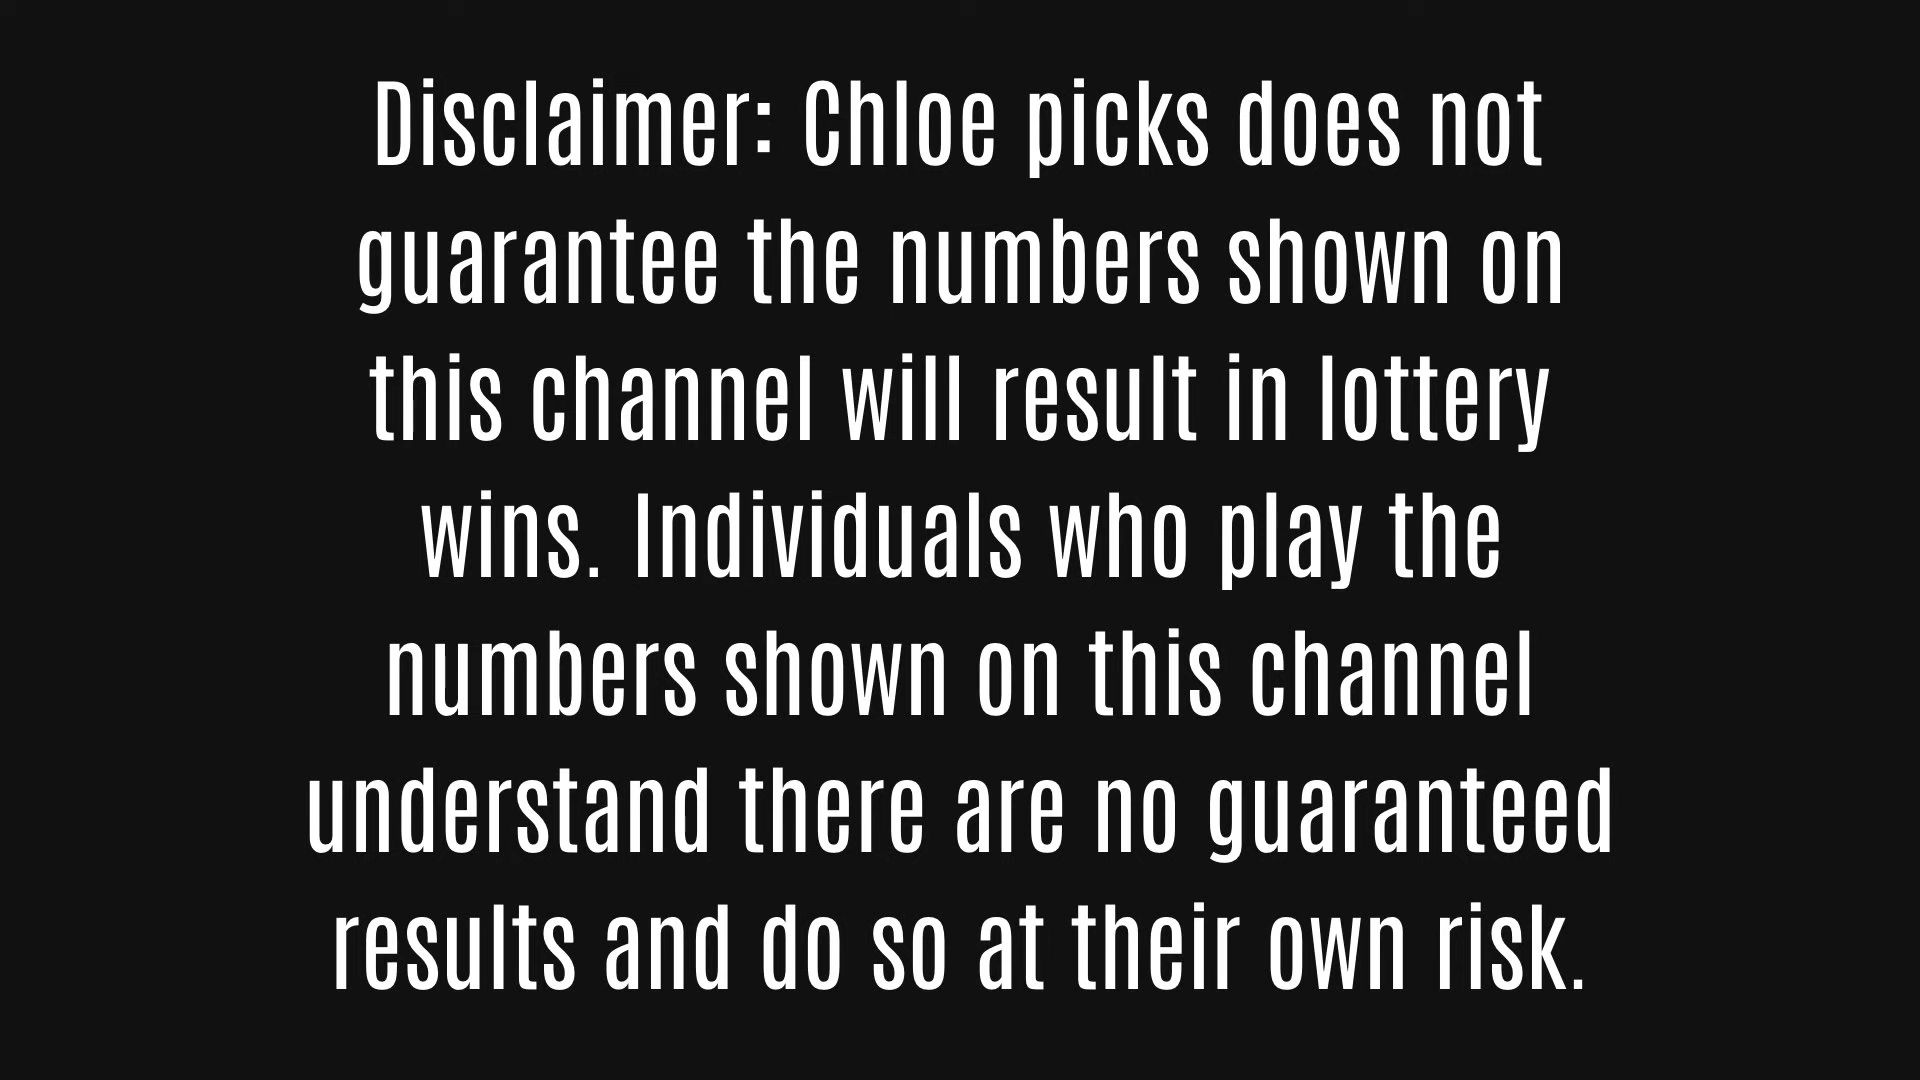 Disclaimer: Chloe picks does not
guarantee the numbers shown on
this channel will result in lottery
wins. Individuals who play the
numbers shown on this channel
understand there are no guaranteed
results and do so at their own risk.